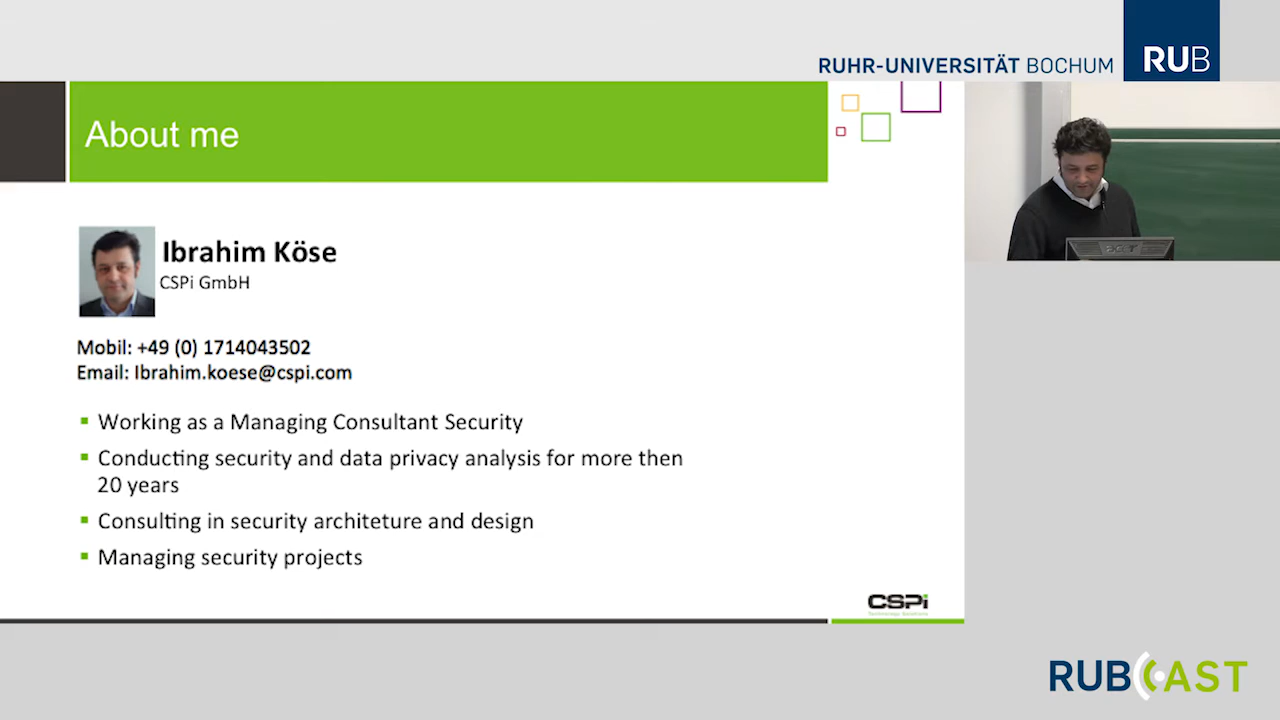 RUHR-UNIVERSITÄT BOCHUM RUB
About me
Ibrahim Köse
CSPi GmbH
Mobil: +49 (0) 1714043502
Email: Ibrahim.koese@cspi.com
Working as a Managing Consultant Security
Conducting security and data privacy analysis for more then
20 years
Consulting in security architeture and design
Managing security projects
CSPi
RUBCAST